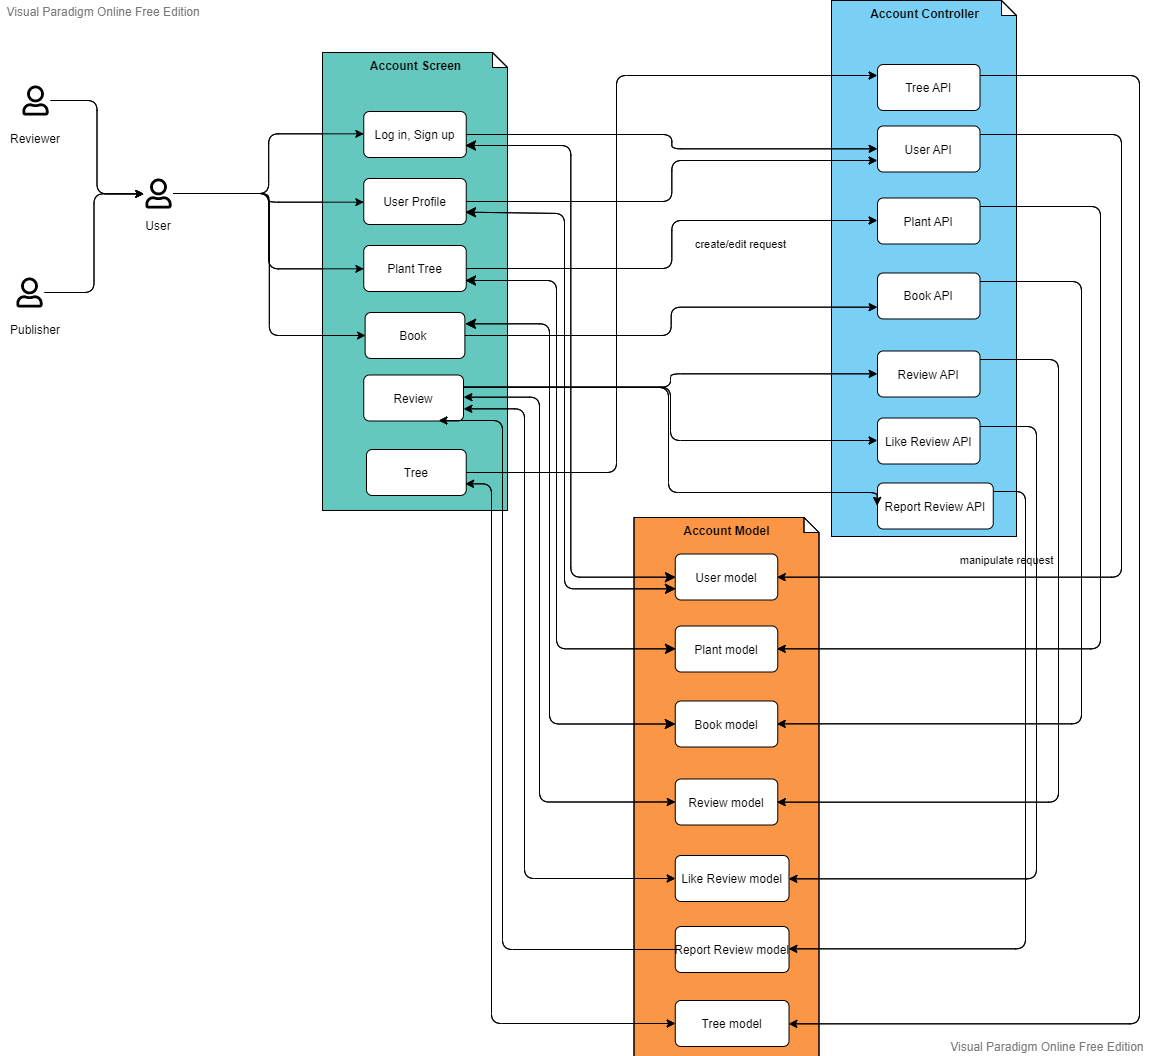 Visual Paradigm Online Free Edition
Reviewer
User
Publisher
Account Screen
Log in, Sign up
User Profile
Plant Tree
Book
Review
Tree
create/edit request
Account Controller
Tree API
User API
Plant API
Book API
Review API
Like Review API
Report Review API
manipulate request
Account Model
User model
Plant model
Book model
Review model
Like Review model
Report Review model
Tree model
Visual Paradigm Online Free Edition